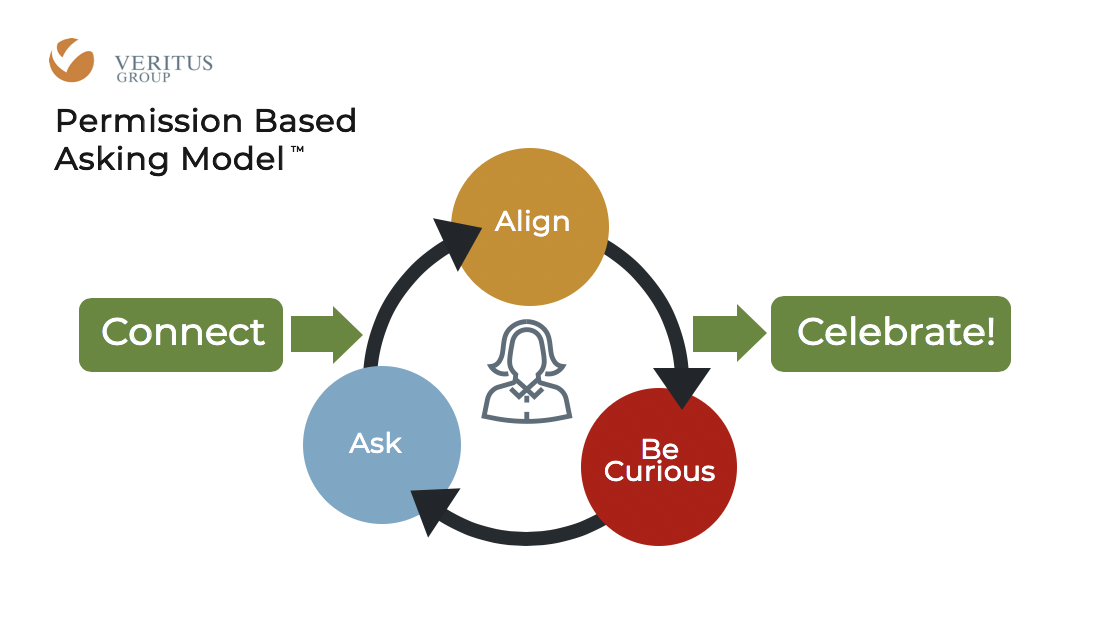 VERITUS
GROUP
Permission Based
Asking Model™
Align
Connect
Celebrate!
Ask
Be
Curious